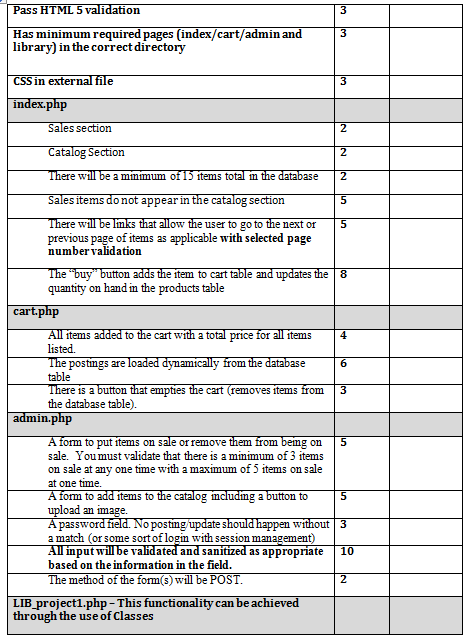 Pass HTML 5 validation 3
Has minimum required pages (index/cart/admin and 3
library) in the correct directory
CSS in external file 3
index.php
Sales section 2
Catalog Section 2
There will be a minimum of 15 items total in the database 2
Sales items do not appear in the catalog section 5
There will be links that allow the user to go to the next or 5
previous page of items as applicable with selected page
number validation
The “buy” button adds the item to cart table and updates the 8
quantity on hand in the products table
cart.php
All items added to the cart with a total price for all items 4
listed.
The postings are loaded dynamically from the database 6
table
There is a button that empties the cart (removes items from 3
the database table).
admin.php
A form to put items on sale or remove them from being on 5
sale. You must validate that there is a minimum of 3 items
on sale at any one time with a maximum of 5 items on sale
at one time.
A form to add items to the catalog including a button to 5
upload an image.
A password field. No posting/update should happen without 3
a match (or some sort of login with session management)
All input will be validated and sanitized as appropriate 10
based on the information in the field.
The method of the form(s) will be POST. 2
LIB_project1.php – This functionality can be achieved
through the use of Classes